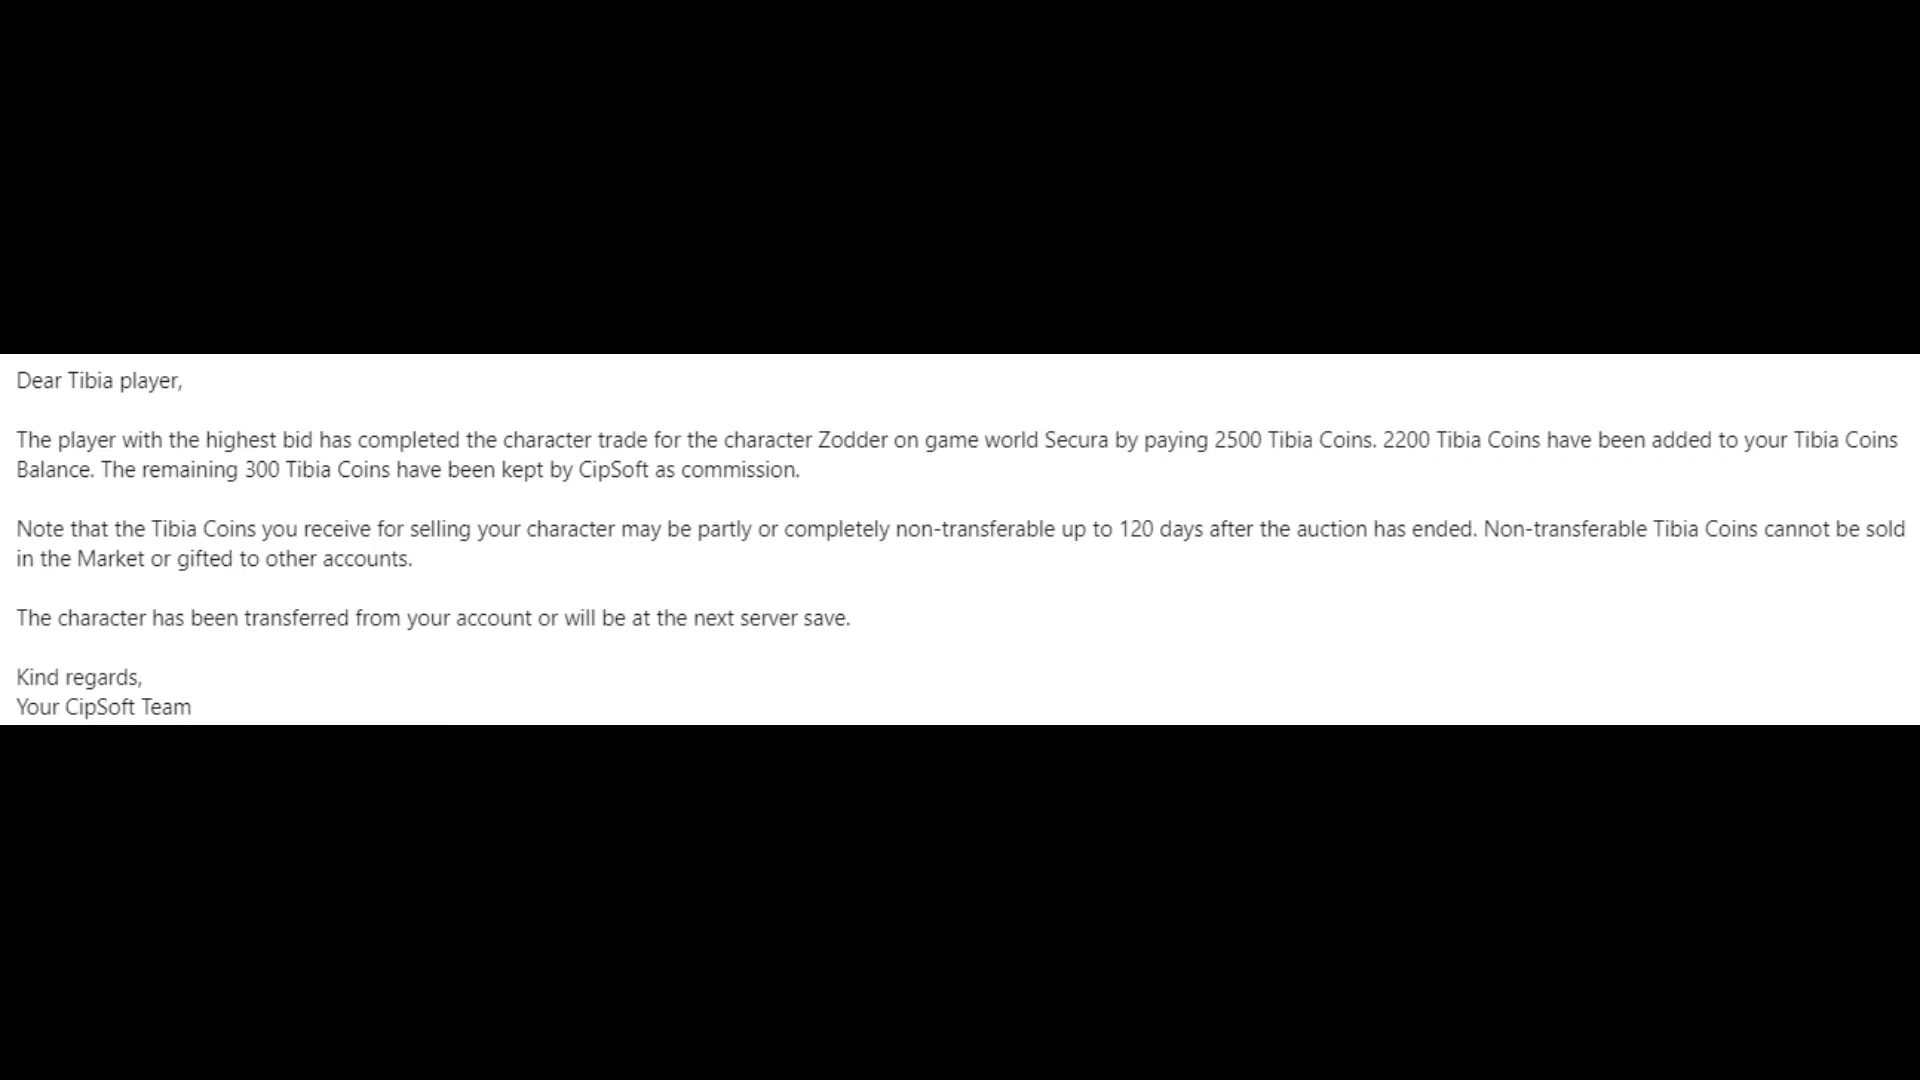 Dear Tibia player,
The player with the highest bid has completed the character trade for the character Zodder on game world Secura by paying 2500 Tibia Coins. 2200 Tibia Coins have been added to your Tibia Coins
Balance. The remaining 300 Tibia Coins have been kept by CipSoft as commission.
Note that the Tibia Coins you receive for selling your character may be partly or completely non-transferable up to 120 days after the auction has ended. Non-transferable Tibia Coins cannot be sold
in the Market or gifted to other accounts.
The character has been transferred from your account or will be at the next server save.
Kind regards,
Your CipSoft Team